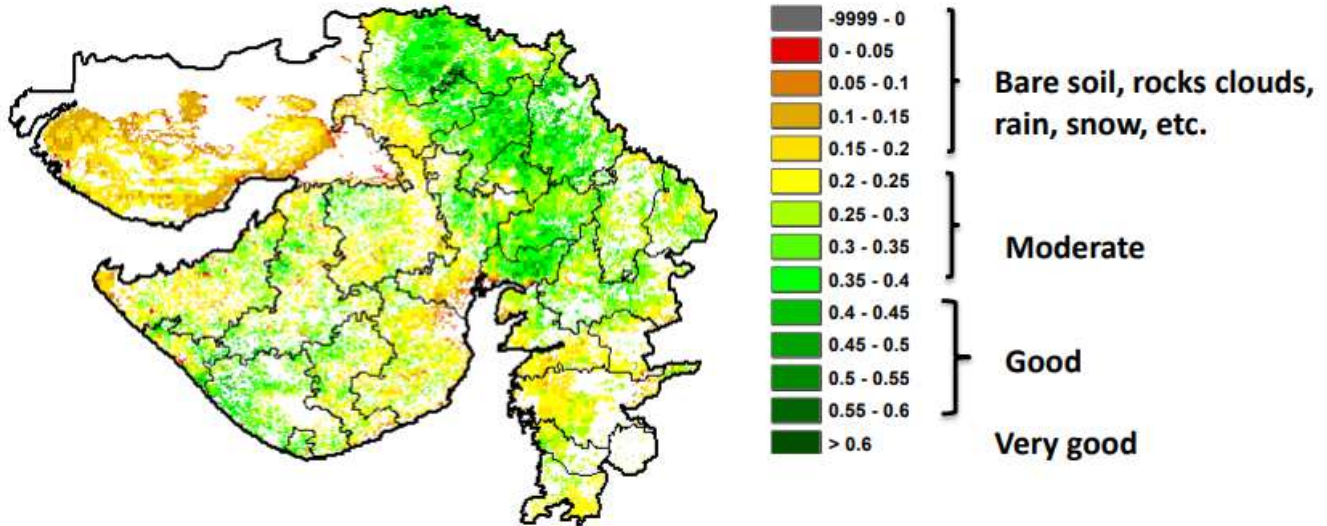 -9999 - 0
0 - 0.05
0.05 - 0.1
0.1 - 0.15
0.15 - 0.2
0.2 - 0.25
0.25 - 0.3
0.3 - 0.35
0.35 - 0.4
0.4 - 0.45
0.45 - 0.5
0.5 - 0.55
0.55 - 0.6
> 0.6
Bare soil, rocks clouds,
rain, snow, etc.
Moderate
Good
Very good